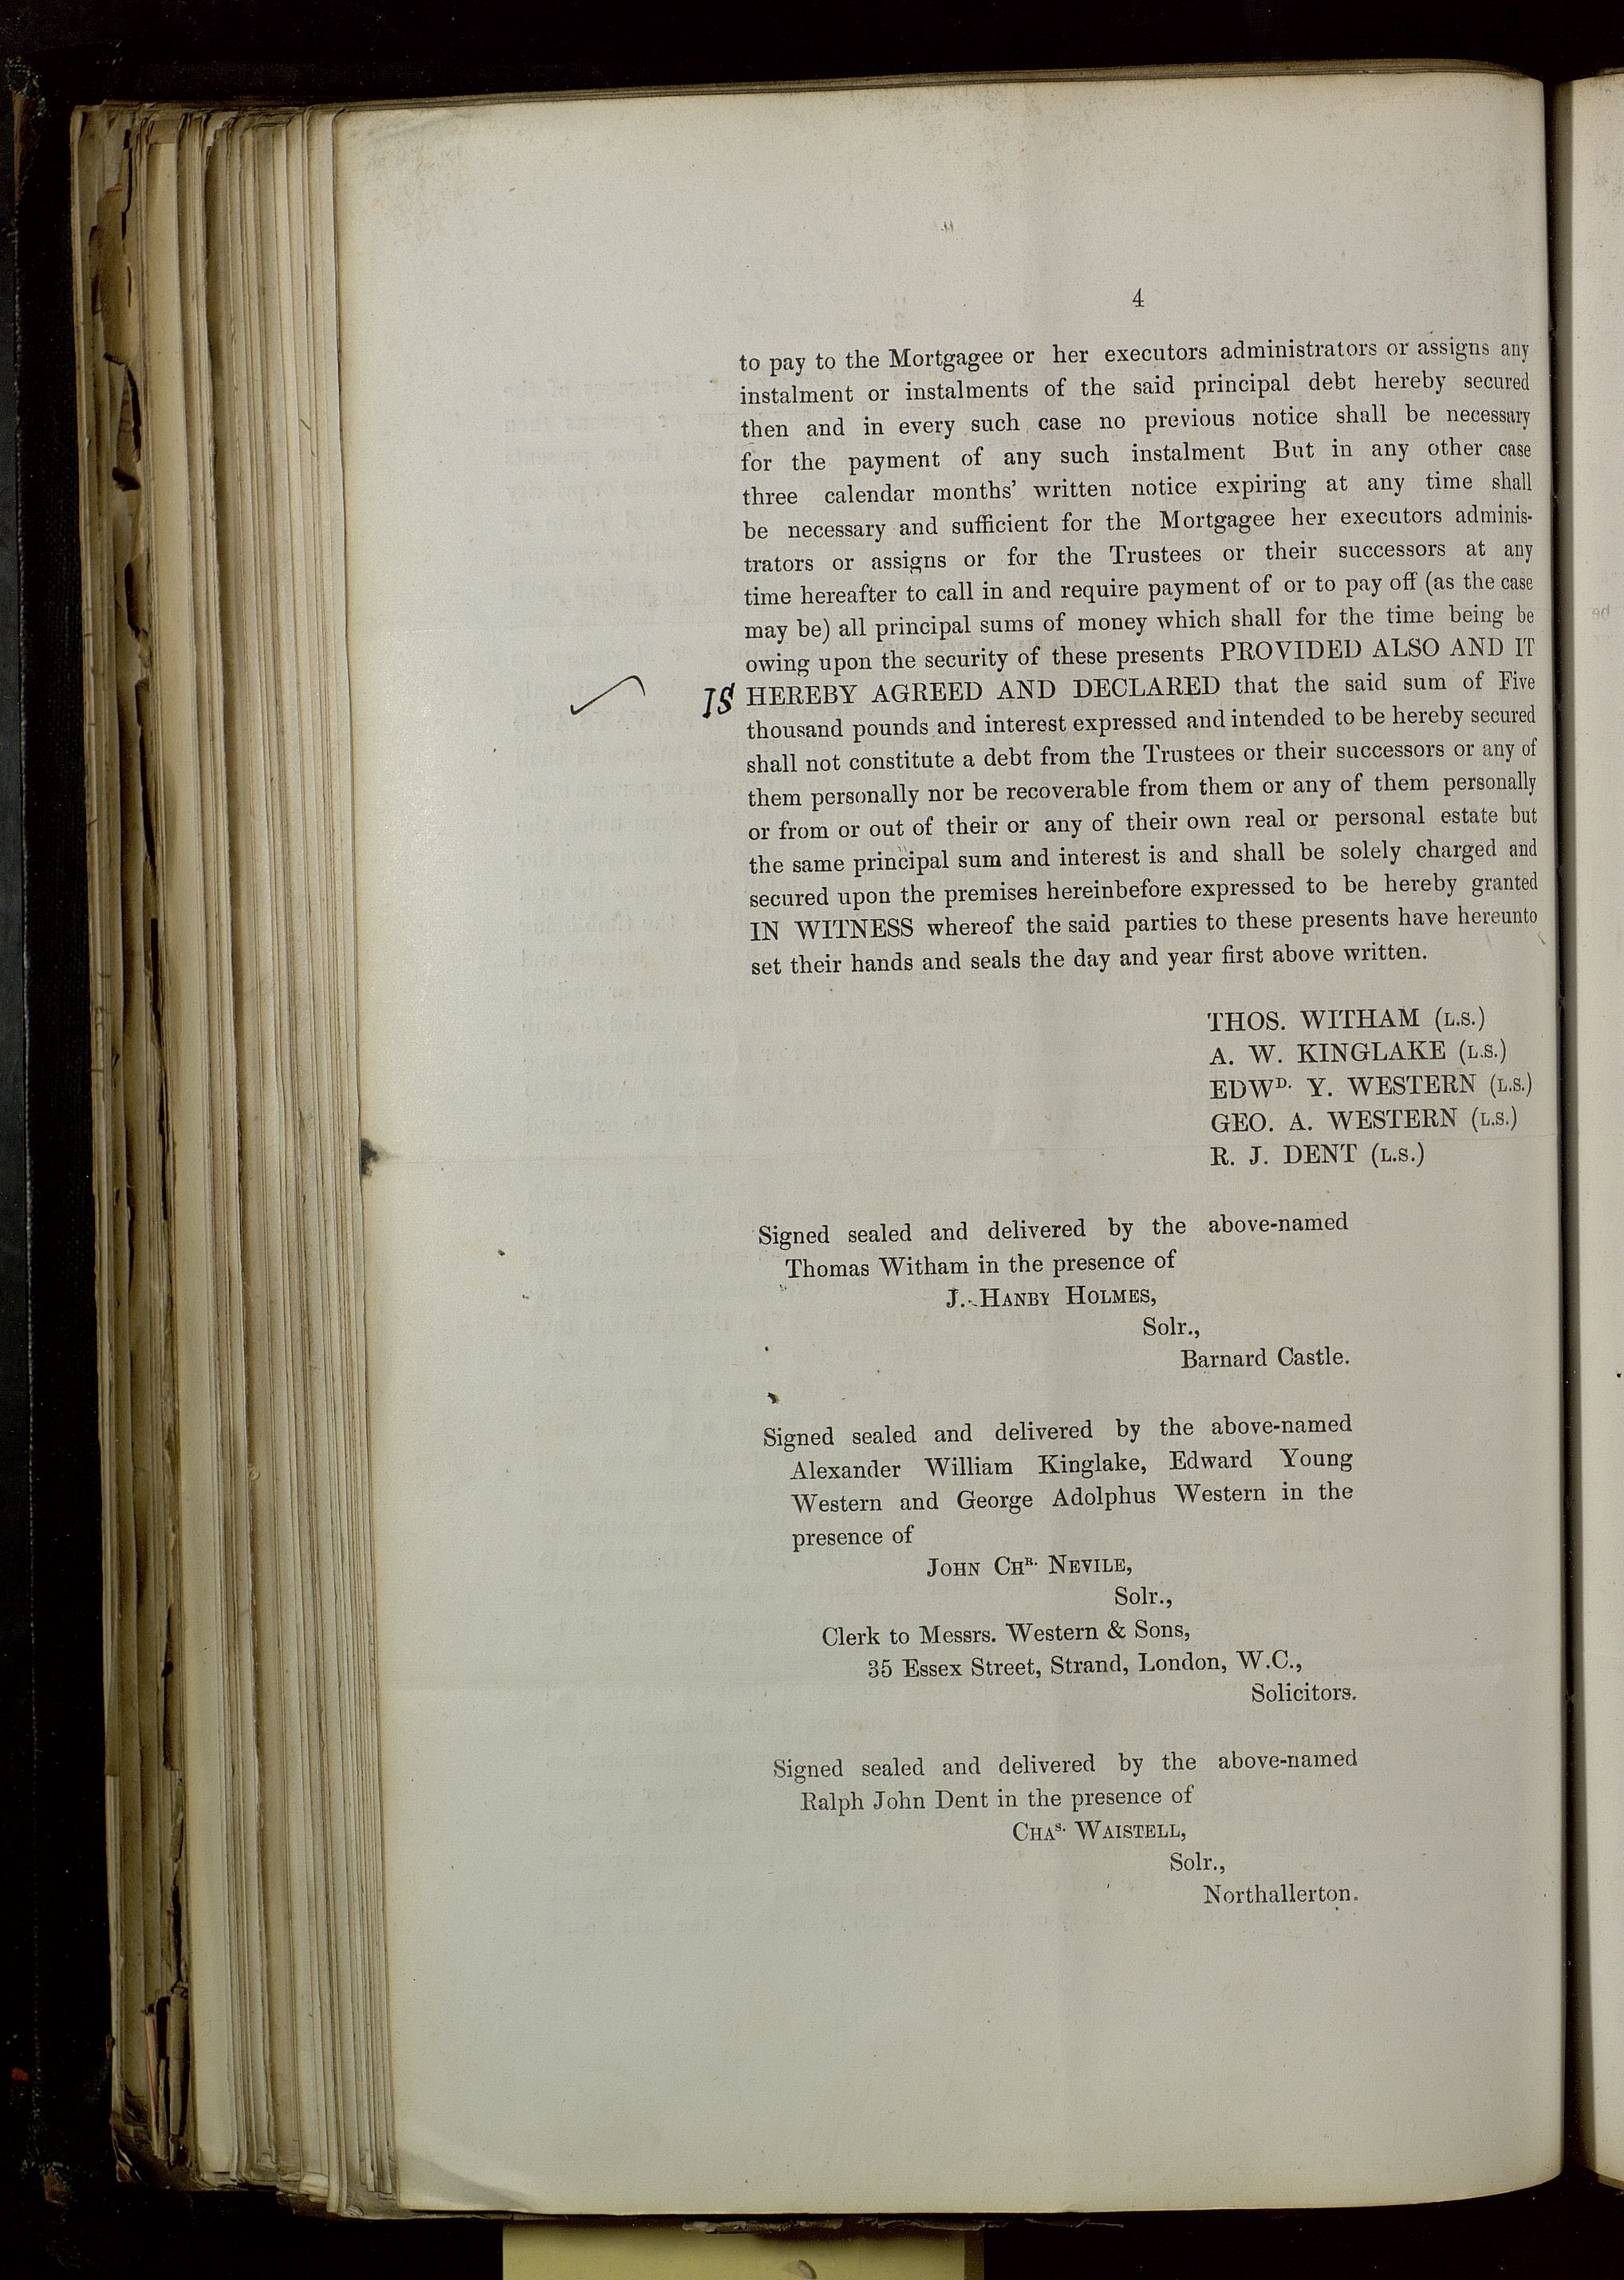 4
to pay to the Mortgagee or her executors administrators or assigns any
instalment or instalments of the said principal debt hereby secured
then and in every such case no previous notice shall be necessary
for the payment of any such instalment But in any other case
three calendar months' written notice expiring at any time shall
be necessary and sufficient for the Mortgagee her executors adminis-
trators or assigns or for the Trustees or their successors at any
time hereafter to call in and require payment of or to pay off (as the case
may be) all principal sums of money which shall for the time being be
owing upon the security of these presents PROVIDED ALSO AND IT
IS HEREBY AGREED AND DECLARED that the said sum of Five
thousand pounds and interest expressed and intended to be hereby secured
shall not constitute a debt from the Trustees or their successors or any of
them personally nor be recoverable from them or any of them personally
or from or out of their or any of their own real or personal estate but
the same principal sum and interest is and shall be solely charged and
secured upon the premises hereinbefore expressed to be hereby granted
IN WITNESS whereof the said parties to these presents have hereunto
set their hands and seals the day and year first above written.
THOS. WITHAM (L.S.)
A. W. KINGLAKE (L.S.)
EDWD. Y. WESTERN (L.S.)
GEO. A. WESTERN (L.S.)
R. J. DENT (L.S.)
Signed sealed and delivered by the above-named
Thomas Witham in the presence of
J. HANBY HOLMES,
Solr.,
Barnard Castle.
Signed sealed and delivered by the above-named
Alexander William Kinglake, Edward Young
Western and George Adolphus Western in the
presence of
JOHN CHR. NEVILE,
Solr.,
Clerk to Messrs. Western & Sons,
35 Essex Street, Strand, London, W.C.,
Solicitors.
Signed sealed and delivered by the above-named
Ralph John Dent in the presence of
CHAS. WAISTELL,
Solr.,
Northallerton.